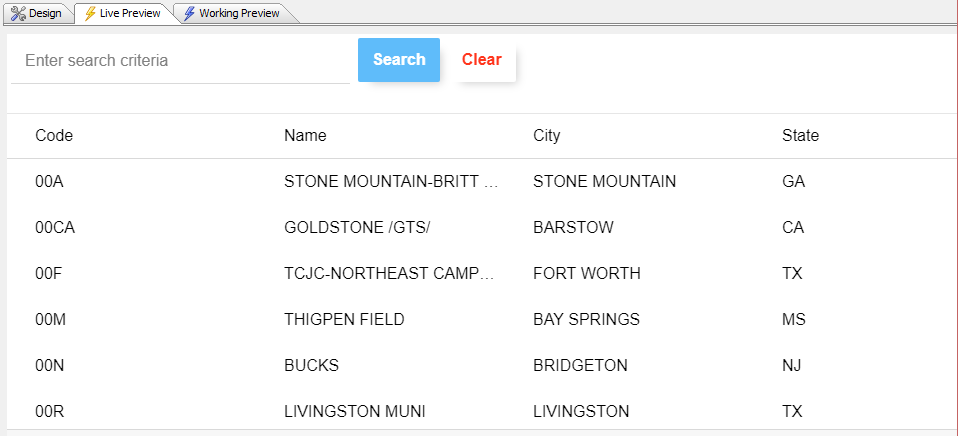 Design Live Preview Working Preview
Enter search criteria Search Clear
Code Name City State
00A STONE MOUNTAIN-BRITT ... STONE MOUNTAIN GA
00CA GOLDSTONE /GTS/ BARSTOW CA
00F TCJC-NORTHEAST CAMP... FORT WORTH TX
00M THIGPEN FIELD BAY SPRINGS MS
00N BUCKS BRIDGETON NJ
00R LIVINGSTON MUNI LIVINGSTON TX